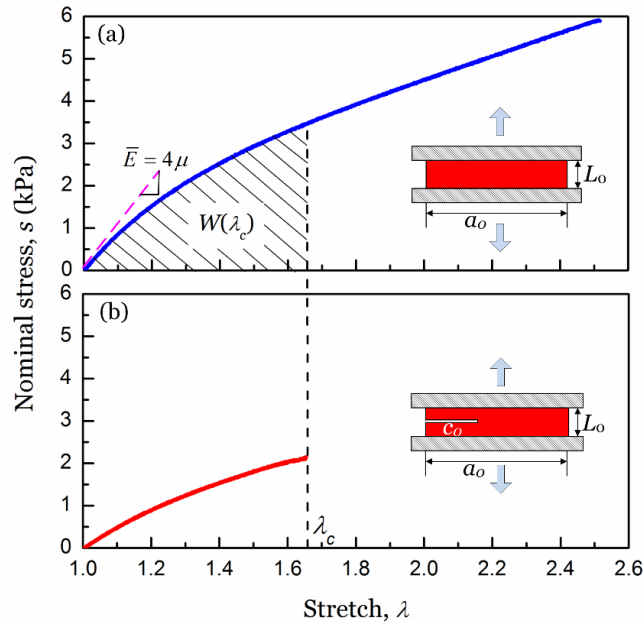 (a)
6
5
4
3
2
1
0
Nominal stress, s (kPa)
E̅ = 4μ
W(λc)
Lo
ao
(b)
6
5
4
3
2
1
0
co
Lo
ao
λc
1.0 1.2 1.4 1.6 1.8 2.0 2.2 2.4 2.6
Stretch, λ